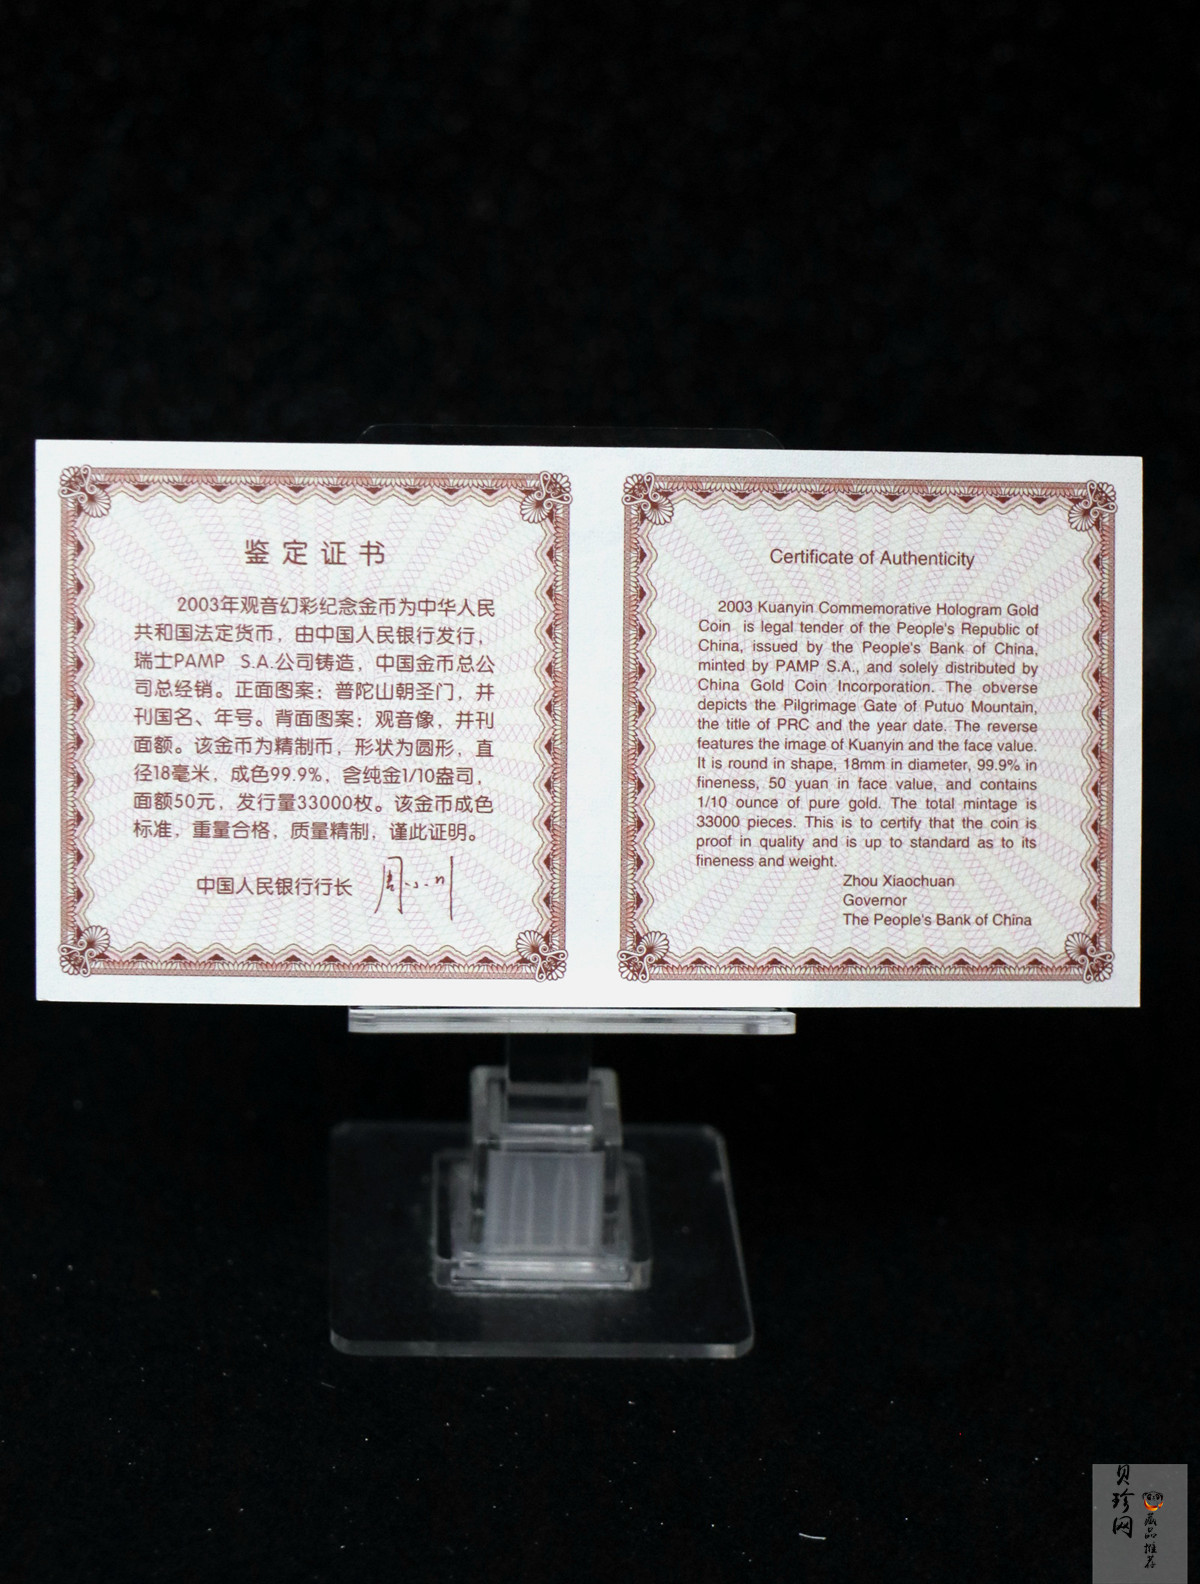 鉴定证书
2003年观音幻彩纪念金币为中华人民
共和国法定货币，由中国人民银行发行，
瑞士PAMP S.A.公司铸造，中国金币总公
司总经销。正面图案：普陀山朝圣门，并
刊国名、年号。背面图案：观音像，并刊
面额。该金币为精制币，形状为圆形，直
径18毫米，成色99.9%，含纯金1/10盎司，
面额50元，发行量33000枚。该金币成色
标准，重量合格，质量精制，谨此证明。
中国人民银行行长 周小川
Certificate of Authenticity
2003 Kuanyin Commemorative Hologram Gold
Coin is legal tender of the People's Republic of
China, issued by the People's Bank of China,
minted by PAMP S.A., and solely distributed by
China Gold Coin Incorporation. The obverse
depicts the Pilgrimage Gate of Putuo Mountain,
the title of PRC and the year date. The reverse
features the image of Kuanyin and the face value.
It is round in shape, 18mm in diameter, 99.9% in
fineness, 50 yuan in face value, and contains
1/10 ounce of pure gold. The total mintage is
33000 pieces. This is to certify that the coin is
proof in quality and is up to standard as to its
fineness and weight.
Zhou Xiaochuan
Governor
The People's Bank of China
贝珍网
藏品推荐